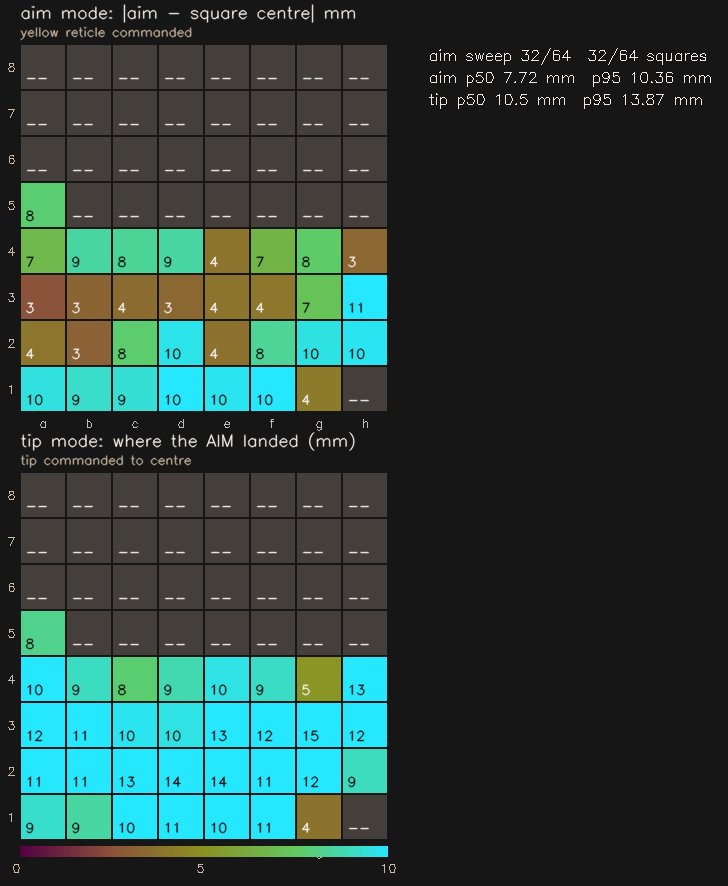 aim mode: |aim − square centre| mm
yellow reticle commanded
aim sweep 32/64 32/64 squares
aim p50 7.72 mm p95 10.36 mm
tip p50 10.5 mm p95 13.87 mm
8 -- -- -- -- -- -- -- --
7 -- -- -- -- -- -- -- --
6 -- -- -- -- -- -- -- --
5 8 -- -- -- -- -- -- --
4 7 9 8 9 4 7 8 3
3 3 3 4 3 4 4 7 11
2 4 3 8 10 4 8 10 10
1 10 9 9 10 10 10 4 --
a b c d e f g h
tip mode: where the AIM landed (mm)
tip commanded to centre
8 -- -- -- -- -- -- -- --
7 -- -- -- -- -- -- -- --
6 -- -- -- -- -- -- -- --
5 8 -- -- -- -- -- -- --
4 10 9 8 9 10 9 5 13
3 12 11 10 10 13 12 15 12
2 11 11 13 14 14 11 12 9
1 9 9 10 11 10 11 4 --
0 5 10